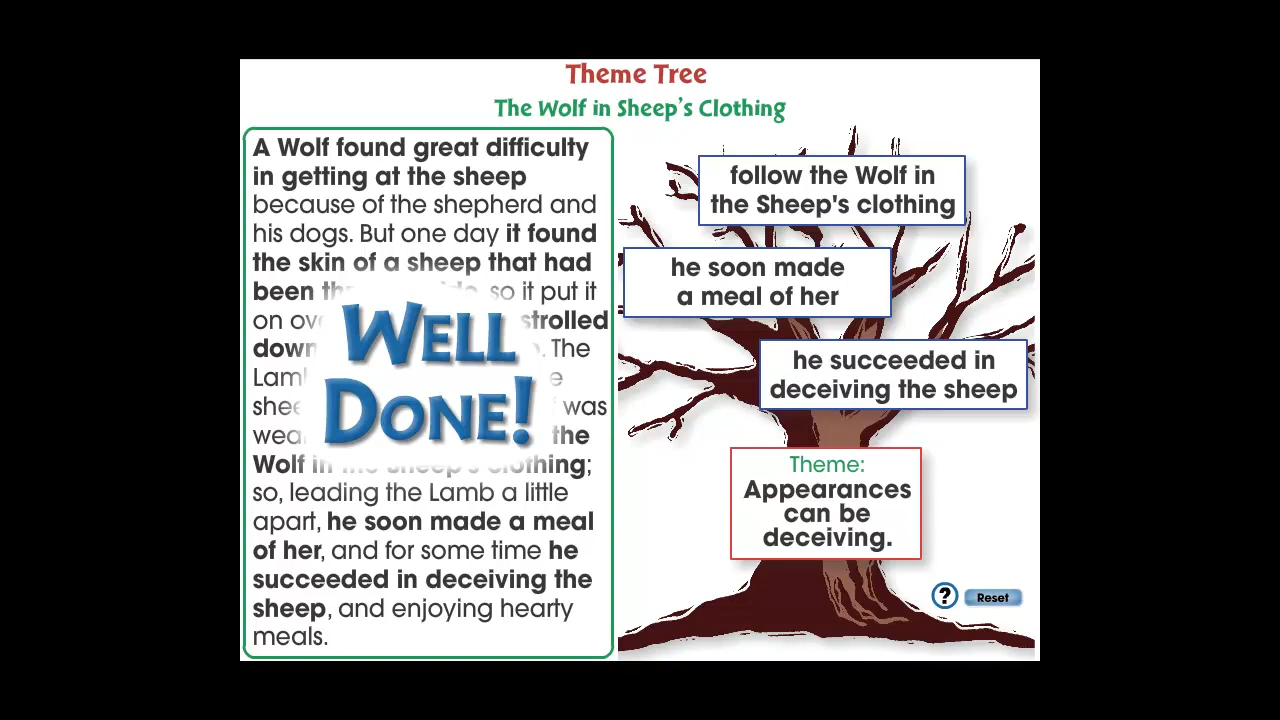 Theme Tree
The Wolf in Sheep's Clothing
A Wolf found great difficulty
in getting at the sheep
because of the shepherd and
his dogs. But one day it found
the skin of a sheep that had
been so it put it
on strolled
down The
Lamb
was
the
Wolf in the sheep's clothing;
so, leading the Lamb a little
apart, he soon made a meal
of her, and for some time he
succeeded in deceiving the
sheep, and enjoying hearty
meals.
WELL
DONE!
follow the Wolf in
the Sheep's clothing
he soon made
a meal of her
he succeeded in
deceiving the sheep
Theme:
Appearances
can be
deceiving.
?
Reset